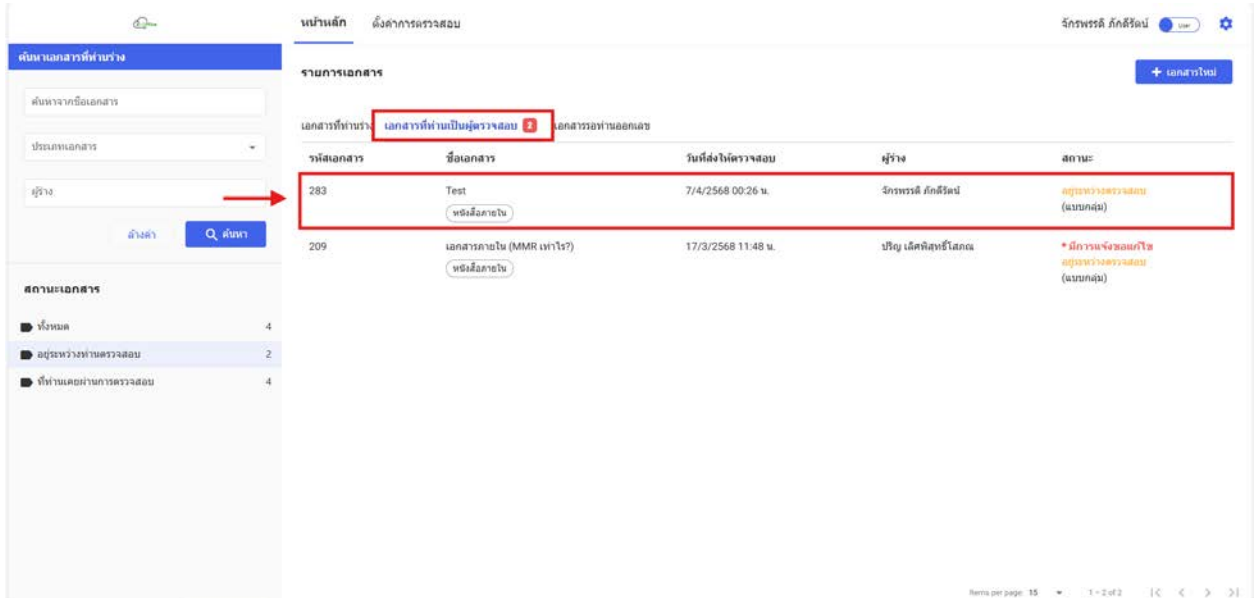 หน้าหลัก ตั้งค่าการตรวจสอบ
จักรพรรดิ ภักดีรัตน์ User
ค้นหาเอกสารที่ท่านร่าง
ค้นหาจากชื่อเอกสาร
ประเภทเอกสาร
ผู้ร่าง
ล้างค่า ค้นหา
สถานะเอกสาร
ทั้งหมด 4
อยู่ระหว่างท่านตรวจสอบ 2
ที่ท่านเคยผ่านการตรวจสอบ 4
รายการเอกสาร + เอกสารใหม่
เอกสารที่ท่านร่าง เอกสารที่ท่านเป็นผู้ตรวจสอบ 2 เอกสารรอท่านออกเลข
รหัสเอกสาร ชื่อเอกสาร วันที่ส่งให้ตรวจสอบ ผู้ร่าง สถานะ
283 Test 7/4/2568 00:26 น. จักรพรรดิ ภักดีรัตน์ อยู่ระหว่างตรวจสอบ
หนังสือภายใน (แบบกลุ่ม)
209 เอกสารภายใน (MMR เท่าไร?) 17/3/2568 11:48 น. ปริญ เลิศพิสุทธิ์โสภณ * มีการแจ้งขอแก้ไข
หนังสือภายใน อยู่ระหว่างตรวจสอบ
(แบบกลุ่ม)
Items per page: 15 1 – 2 of 2